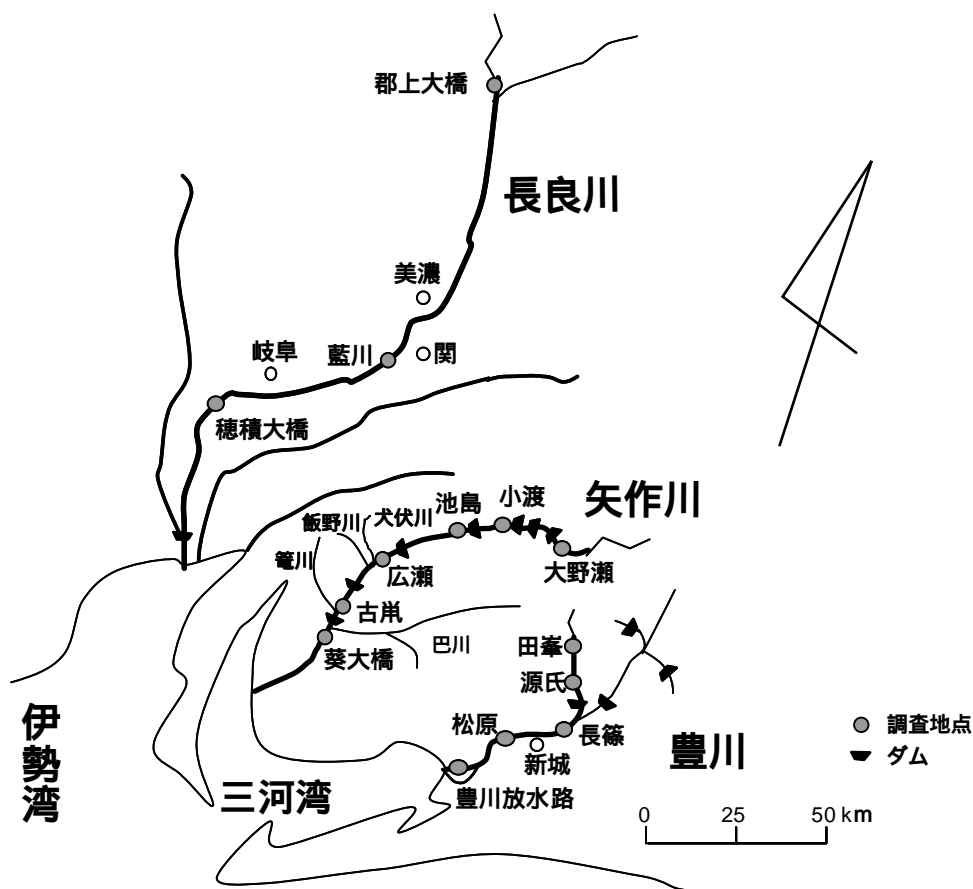 郡上大橋
長良川
美濃
岐阜
藍川
関
穂積大橋
矢作川
小渡
池島
犬伏川
飯野川
篭川
広瀬
大野瀬
古鼡
巴川
葵大橋
田峯
源氏
伊勢湾
松原
長篠
新城
豊川
調査地点
ダム
三河湾
豊川放水路
0 25 50 km